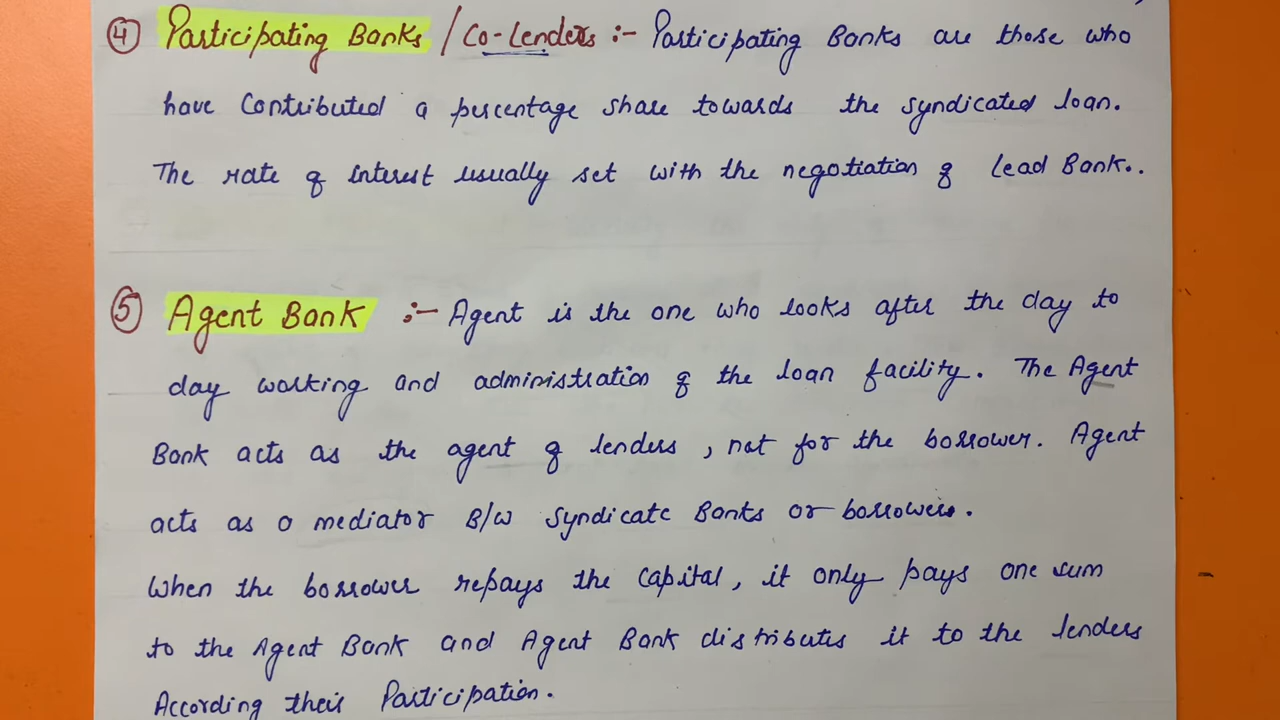 ④ Participating Banks / Co-Lenders :- Participating Banks are those who
have Contributed a percentage share towards the syndicated loan.
The rate of interest usually set with the negotiation of Lead Bank..
⑤ Agent Bank :- Agent is the one who looks after the day to
day working and administration of the loan facility. The Agent
Bank acts as the agent of lenders, not for the borrower. Agent
acts as a mediator B/W Syndicate Banks or borrowers.
When the borrower repays the Capital, it only pays one sum
to the Agent Bank and Agent Bank distributes it to the lenders
According their Participation.